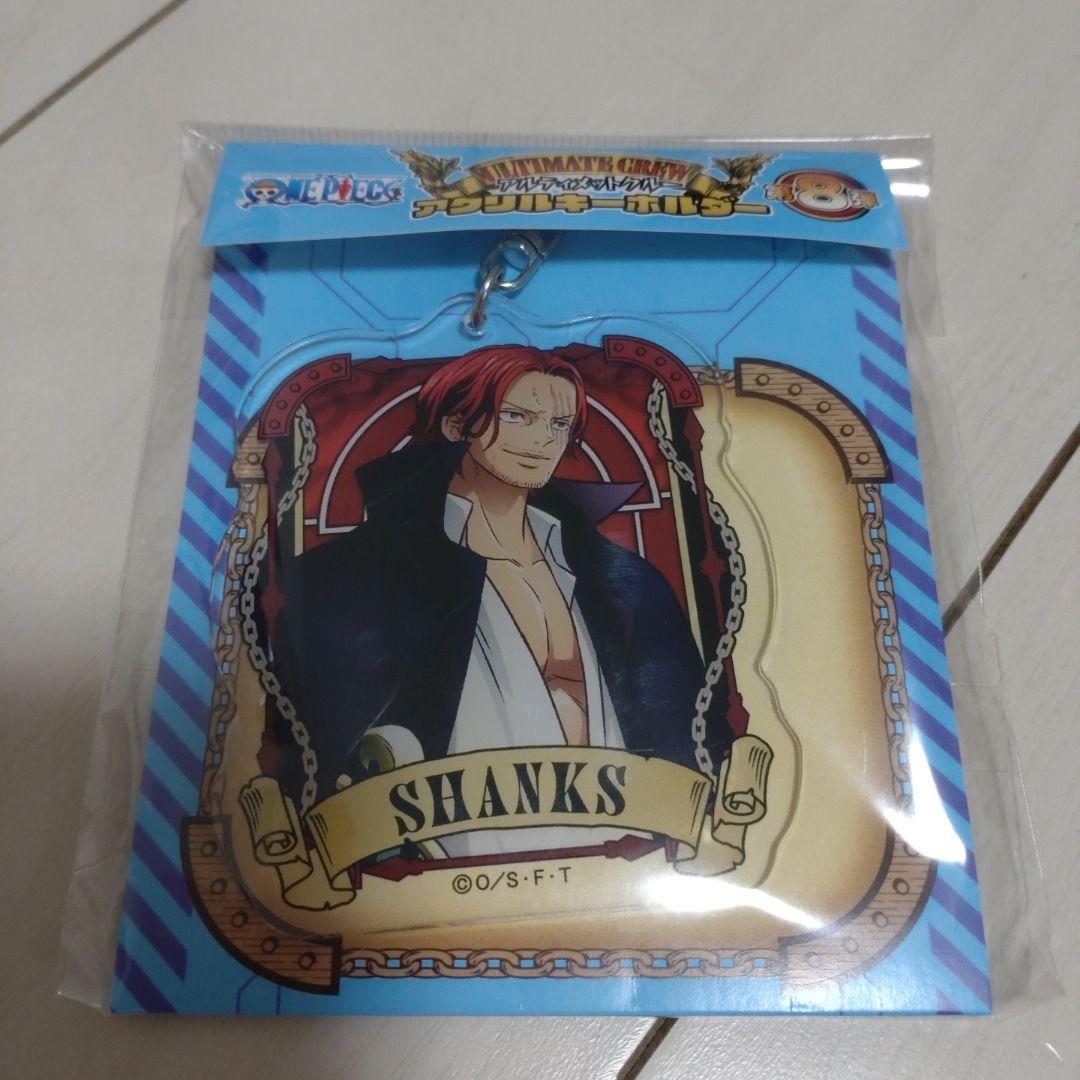 ONE PIECE
ULTIMATE CREW
アルティメットクルー
アクリルキーホルダー
第8弾
SHANKS
©O/S・F・T